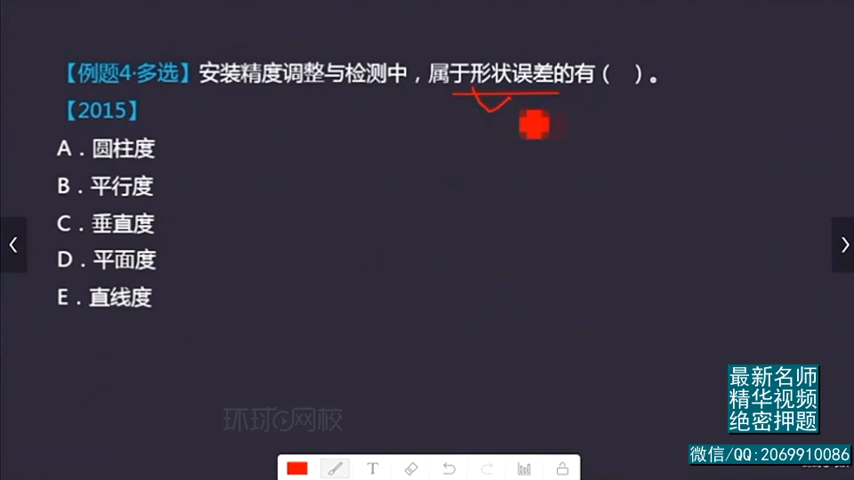 【例题4·多选】安装精度调整与检测中，属于形状误差的有（ ）。
【2015】
A．圆柱度
B．平行度
C．垂直度
D．平面度
E．直线度
环球网校
最新名师
精华视频
绝密押题
微信/QQ:2069910086
T